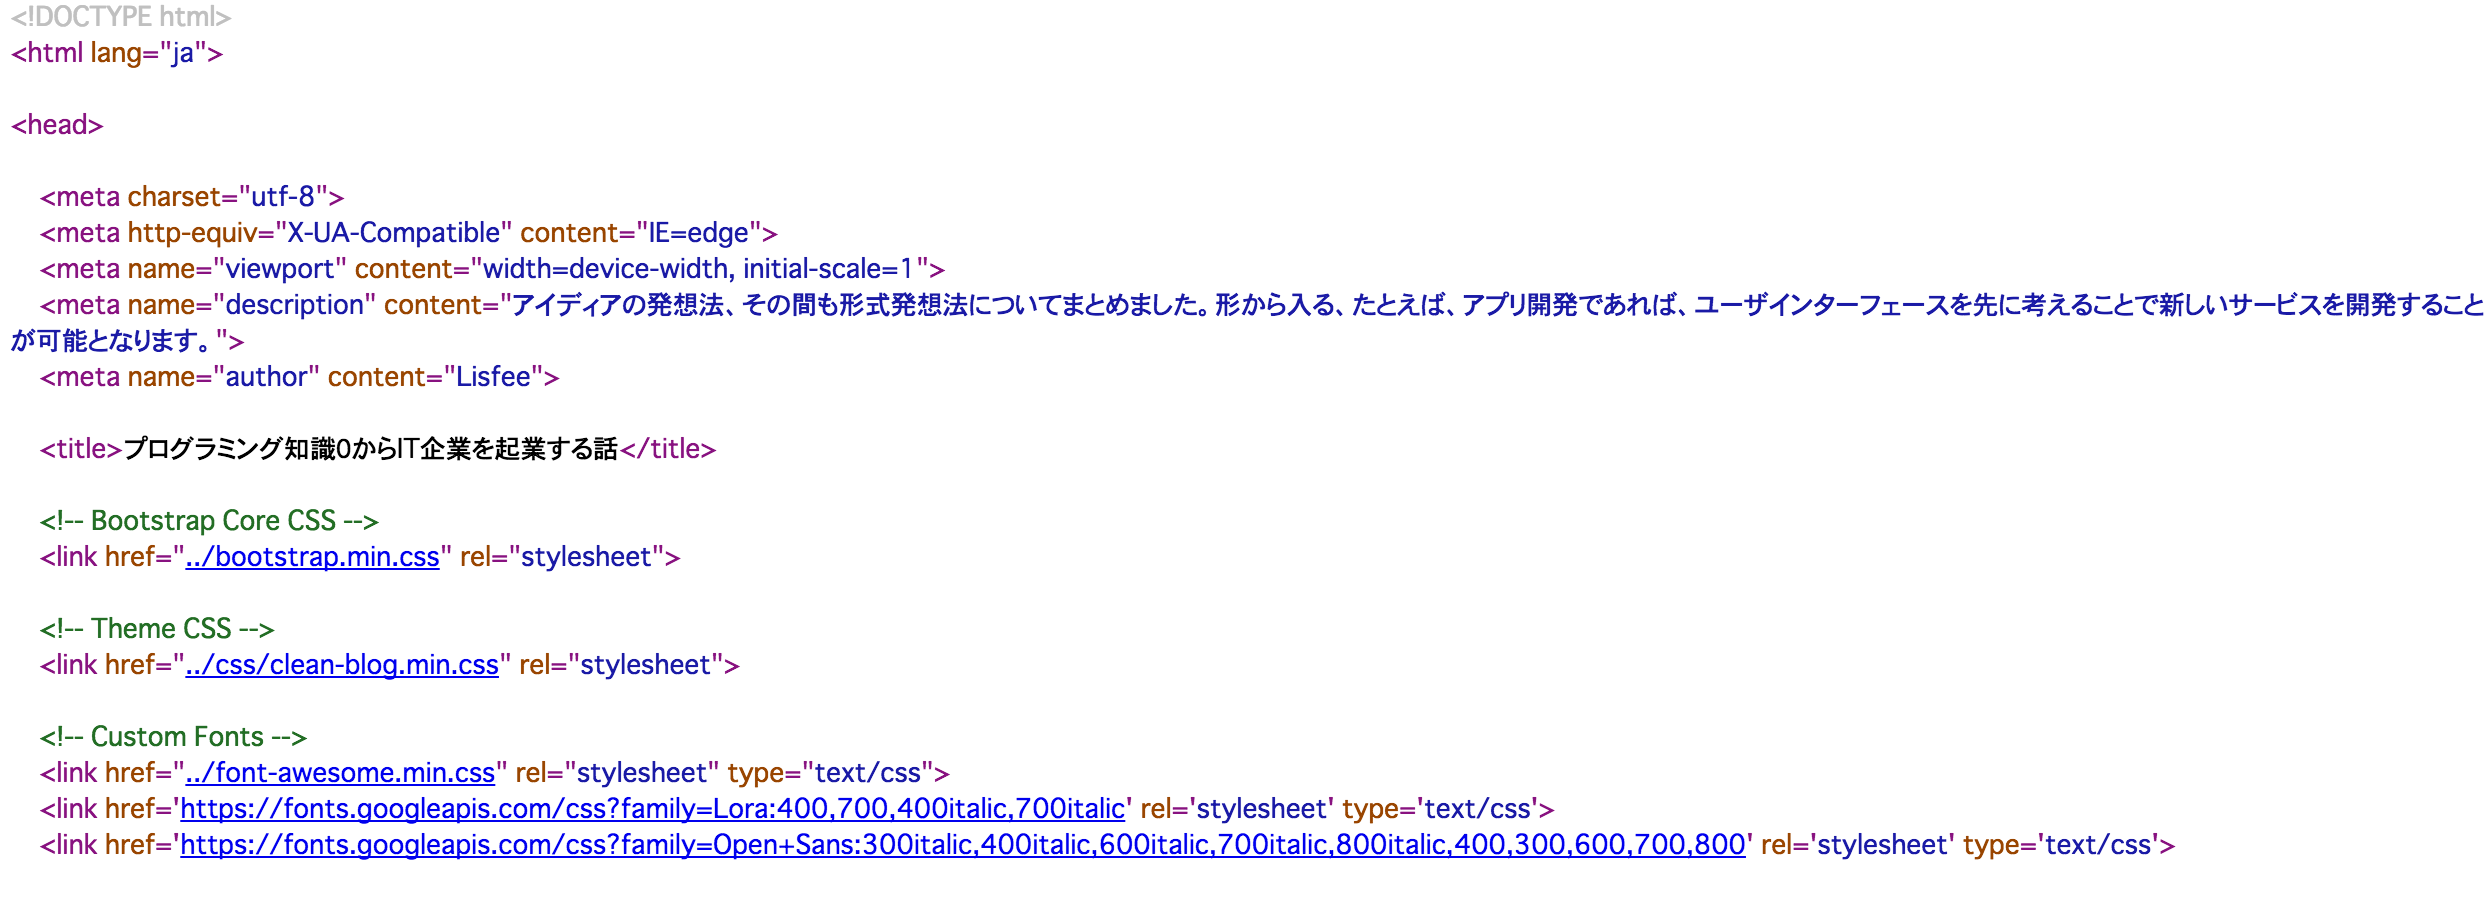 <!DOCTYPE html>
<html lang="ja">
<head>
<meta charset="utf-8">
<meta http-equiv="X-UA-Compatible" content="IE=edge">
<meta name="viewport" content="width=device-width, initial-scale=1">
<meta name="description" content="アイディアの発想法、その間も形式発想法についてまとめました。形から入る、たとえば、アプリ開発であれば、ユーザインターフェースを先に考えることで新しいサービスを開発すること
が可能となります。">
<meta name="author" content="Lisfee">
<title>プログラミング知識0からIT企業を起業する話</title>
<!-- Bootstrap Core CSS -->
<link href="../bootstrap.min.css" rel="stylesheet">
<!-- Theme CSS -->
<link href="../css/clean-blog.min.css" rel="stylesheet">
<!-- Custom Fonts -->
<link href="../font-awesome.min.css" rel="stylesheet" type="text/css">
<link href='https://fonts.googleapis.com/css?family=Lora:400,700,400italic,700italic' rel='stylesheet' type='text/css'>
<link href='https://fonts.googleapis.com/css?family=Open+Sans:300italic,400italic,600italic,700italic,800italic,400,300,600,700,800' rel='stylesheet' type='text/css'>